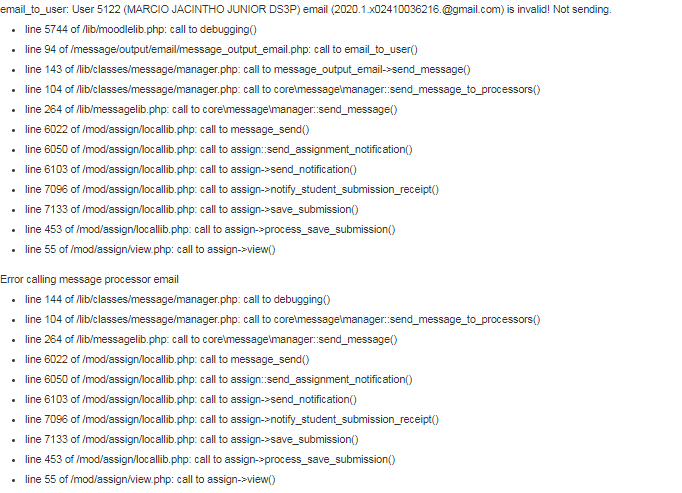 email_to_user: User 5122 (MARCIO JACINTHO JUNIOR DS3P) email (2020.1.x02410036216.@gmail.com) is invalid! Not sending.
• line 5744 of /lib/moodlelib.php: call to debugging()
• line 94 of /message/output/email/message_output_email.php: call to email_to_user()
• line 143 of /lib/classes/message/manager.php: call to message_output_email->send_message()
• line 104 of /lib/classes/message/manager.php: call to core\message\manager::send_message_to_processors()
• line 264 of /lib/messagelib.php: call to core\message\manager::send_message()
• line 6022 of /mod/assign/locallib.php: call to message_send()
• line 6050 of /mod/assign/locallib.php: call to assign::send_assignment_notification()
• line 6103 of /mod/assign/locallib.php: call to assign->send_notification()
• line 7096 of /mod/assign/locallib.php: call to assign->notify_student_submission_receipt()
• line 7133 of /mod/assign/locallib.php: call to assign->save_submission()
• line 453 of /mod/assign/locallib.php: call to assign->process_save_submission()
• line 55 of /mod/assign/view.php: call to assign->view()
Error calling message processor email
• line 144 of /lib/classes/message/manager.php: call to debugging()
• line 104 of /lib/classes/message/manager.php: call to core\message\manager::send_message_to_processors()
• line 264 of /lib/messagelib.php: call to core\message\manager::send_message()
• line 6022 of /mod/assign/locallib.php: call to message_send()
• line 6050 of /mod/assign/locallib.php: call to assign::send_assignment_notification()
• line 6103 of /mod/assign/locallib.php: call to assign->send_notification()
• line 7096 of /mod/assign/locallib.php: call to assign->notify_student_submission_receipt()
• line 7133 of /mod/assign/locallib.php: call to assign->save_submission()
• line 453 of /mod/assign/locallib.php: call to assign->process_save_submission()
• line 55 of /mod/assign/view.php: call to assign->view()